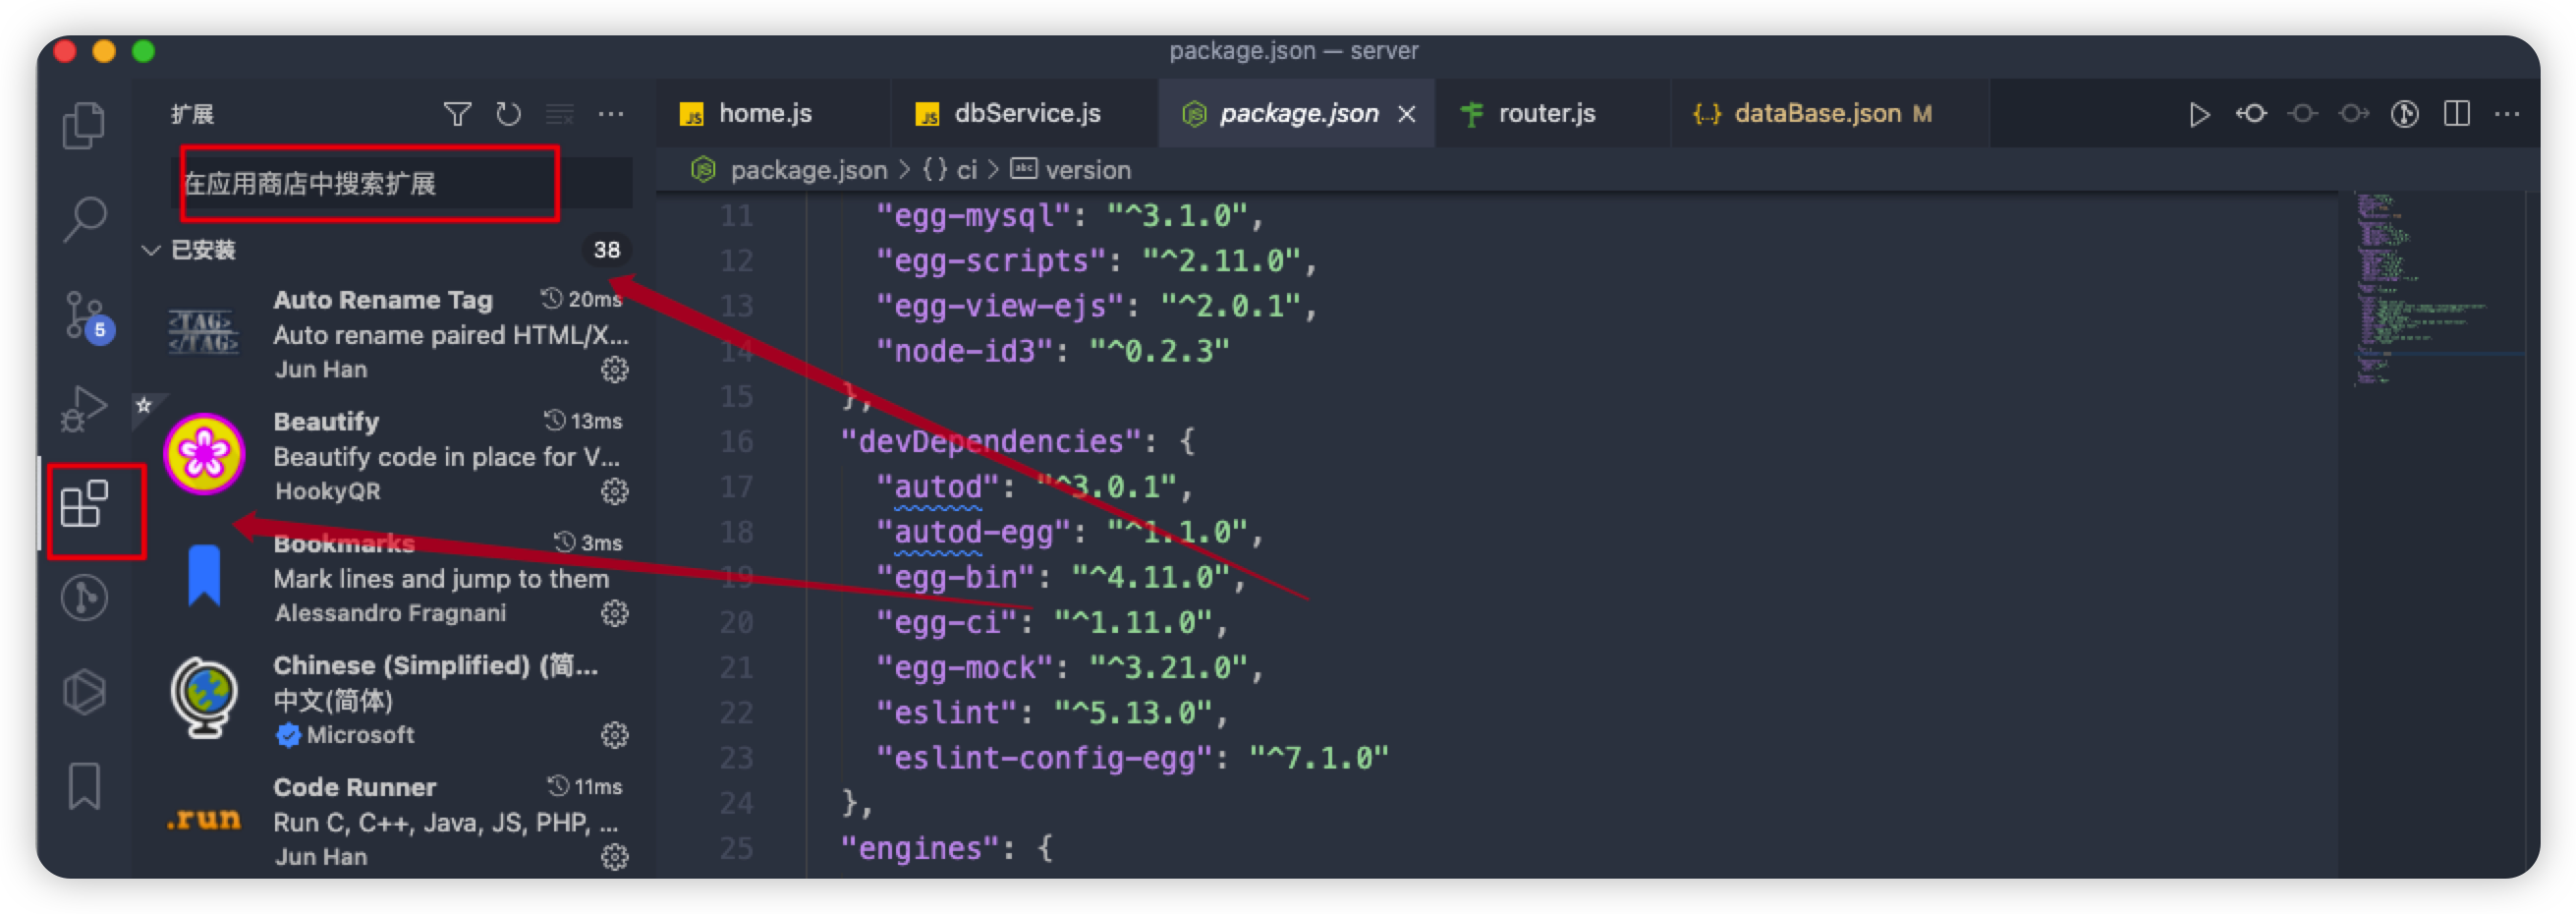 package.json — server
扩展
home.js
dbService.js
package.json
router.js
{..} dataBase.json M
package.json > {} ci > abc version
在应用商店中搜索扩展
已安装 38
<TAG>
</TAG>
Auto Rename Tag 20ms
Auto rename paired HTML/X...
Jun Han
Beautify 13ms
Beautify code in place for V...
HookyQR
5
Bookmarks 3ms
Mark lines and jump to them
Alessandro Fragnani
Chinese (Simplified) (简...
中文(简体)
Microsoft
.run
Code Runner 11ms
Run C, C++, Java, JS, PHP, ...
Jun Han
11 "egg-mysql": "^3.1.0",
12 "egg-scripts": "^2.11.0",
13 "egg-view-ejs": "^2.0.1",
14 "node-id3": "^0.2.3"
15 },
16 "devDependencies": {
17 "autod": "^3.0.1",
18 "autod-egg": "^1.1.0",
19 "egg-bin": "^4.11.0",
20 "egg-ci": "^1.11.0",
21 "egg-mock": "^3.21.0",
22 "eslint": "^5.13.0",
23 "eslint-config-egg": "^7.1.0"
24 },
25 "engines": {